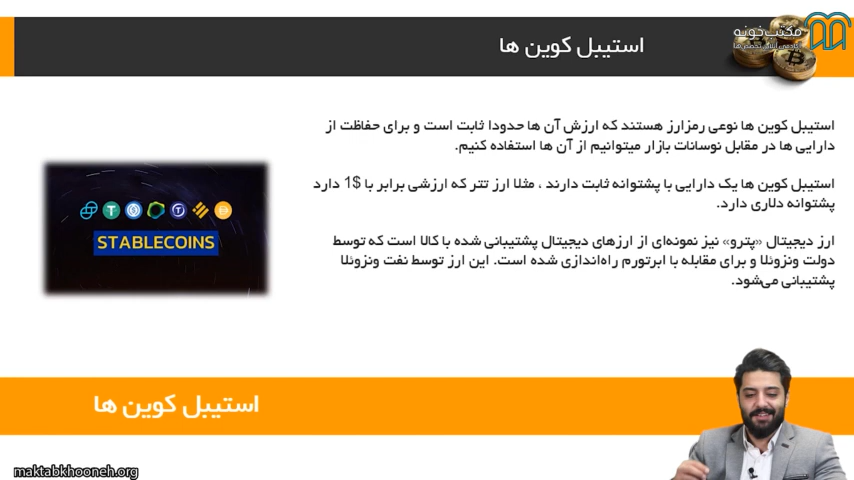 استیبل کوین ها
مکتب خونه
استیبل کوین ها نوعی رمزارز هستند که ارزش آن ها حدودا ثابت است و برای حفاظت از
دارایی ها در مقابل نوسانات بازار میتوانیم از آن ها استفاده کنیم.
استیبل کوین ها یک دارایی با پشتوانه ثابت دارند ، مثلا ارز تتر که ارزشی برابر با 1$ دارد
پشتوانه دلاری دارد.
ارز دیجیتال «پترو» نیز نمونه‌ای از ارزهای دیجیتال پشتیبانی شده با کالا است که توسط
دولت ونزوئلا و برای مقابله با ابرتورم راه‌اندازی شده است. این ارز توسط نفت ونزوئلا
پشتیبانی می‌شود.
STABLECOINS
استیبل کوین ها
maktabkhooneh.org